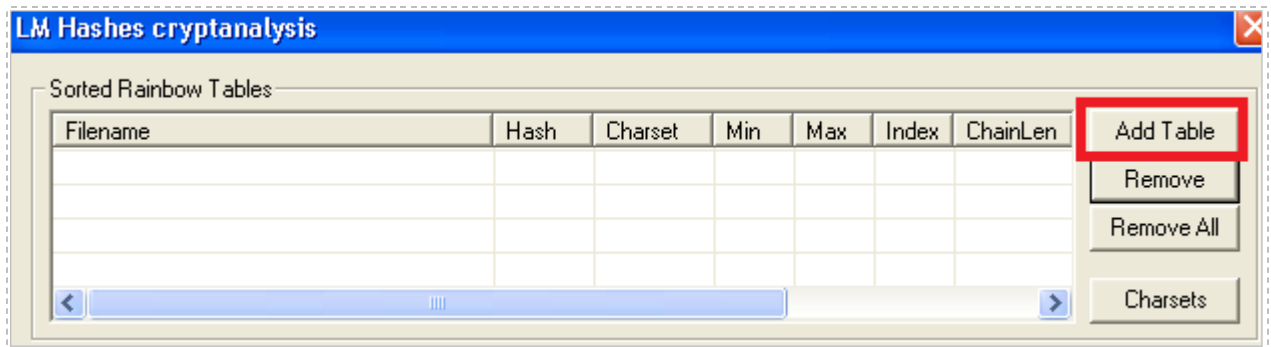 LM Hashes cryptanalysis
Sorted Rainbow Tables
Filename Hash Charset Min Max Index ChainLen Add Table
Remove
Remove All
Charsets